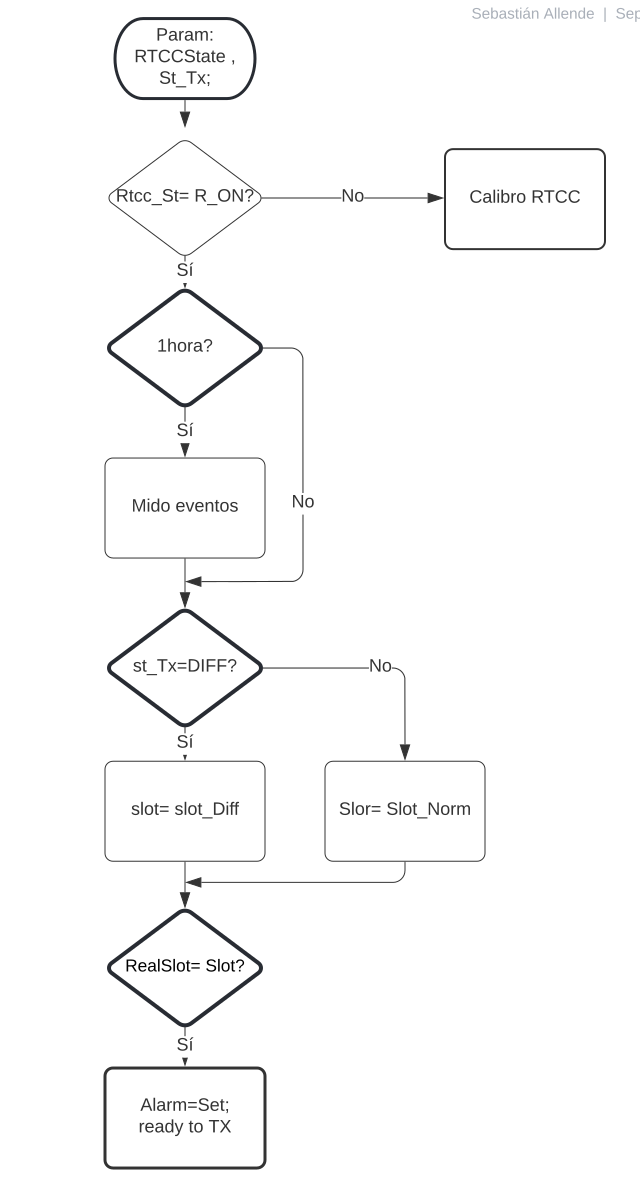 Sebastián Allende | Sep
Param:
RTCCState ,
St_Tx;
Rtcc_St= R_ON?
No
Calibro RTCC
Sí
1hora?
Sí
Mido eventos
No
st_Tx=DIFF?
No
Sí
slot= slot_Diff
Slor= Slot_Norm
RealSlot= Slot?
Sí
Alarm=Set;
ready to TX